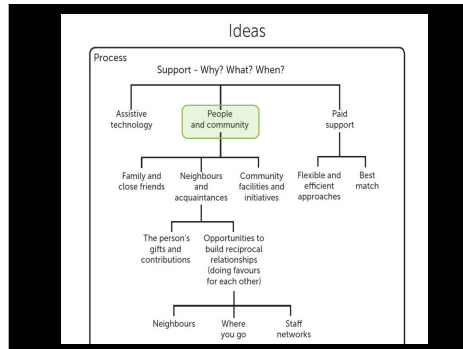 Ideas
Process
Support - Why? What? When?
Assistive
technology
People
and community
Paid
support
Family and
close friends
Neighbours
and
acquaintances
Community
facilities and
initiatives
Flexible and
efficient
approaches
Best
match
The person's
gifts and
contributions
Opportunities to
build reciprocal
relationships
(doing favours
for each other)
Neighbours
Where
you go
Staff
networks